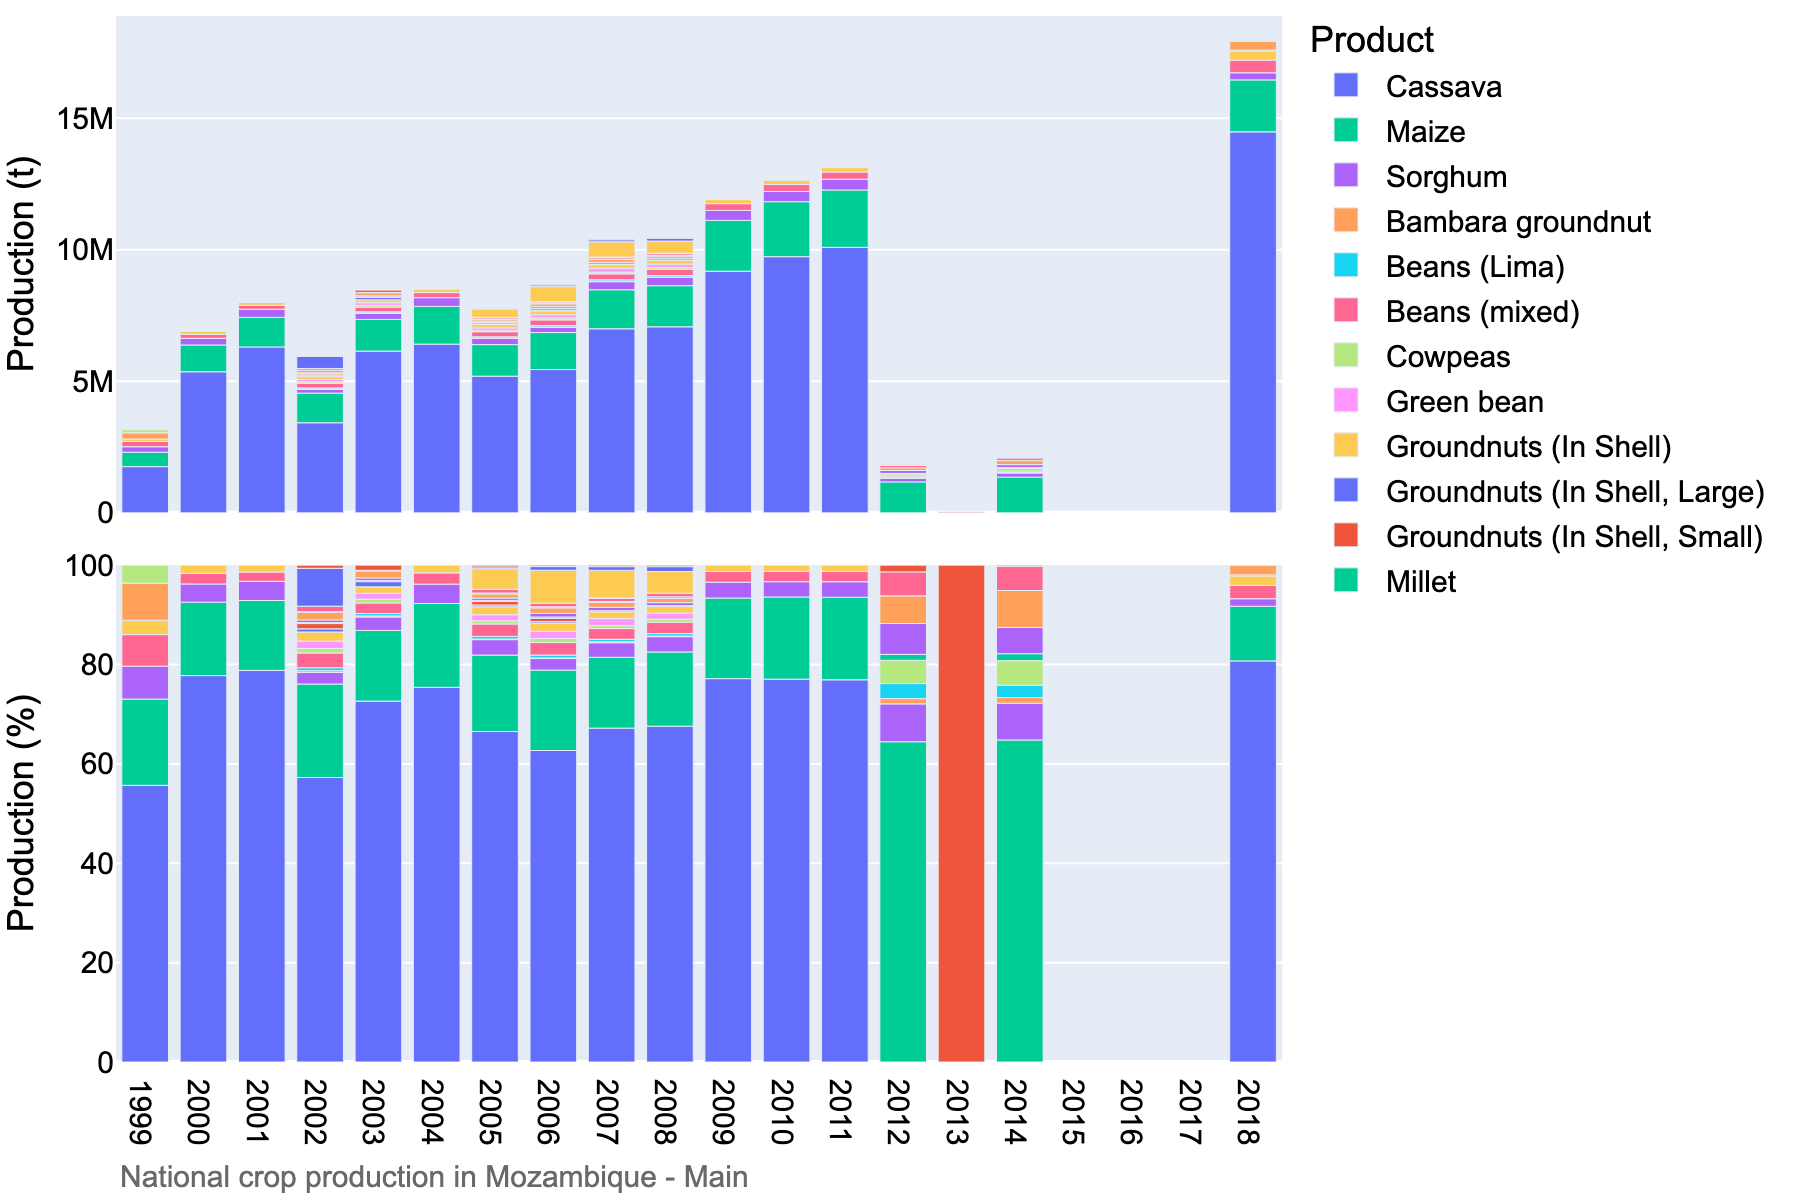 Production (t)
15M
10M
5M
0
Production (%)
100
80
60
40
20
0
1999
2000
2001
2002
2003
2004
2005
2006
2007
2008
2009
2010
2011
2012
2013
2014
2015
2016
2017
2018
National crop production in Mozambique - Main
Product
Cassava
Maize
Sorghum
Bambara groundnut
Beans (Lima)
Beans (mixed)
Cowpeas
Green bean
Groundnuts (In Shell)
Groundnuts (In Shell, Large)
Groundnuts (In Shell, Small)
Millet